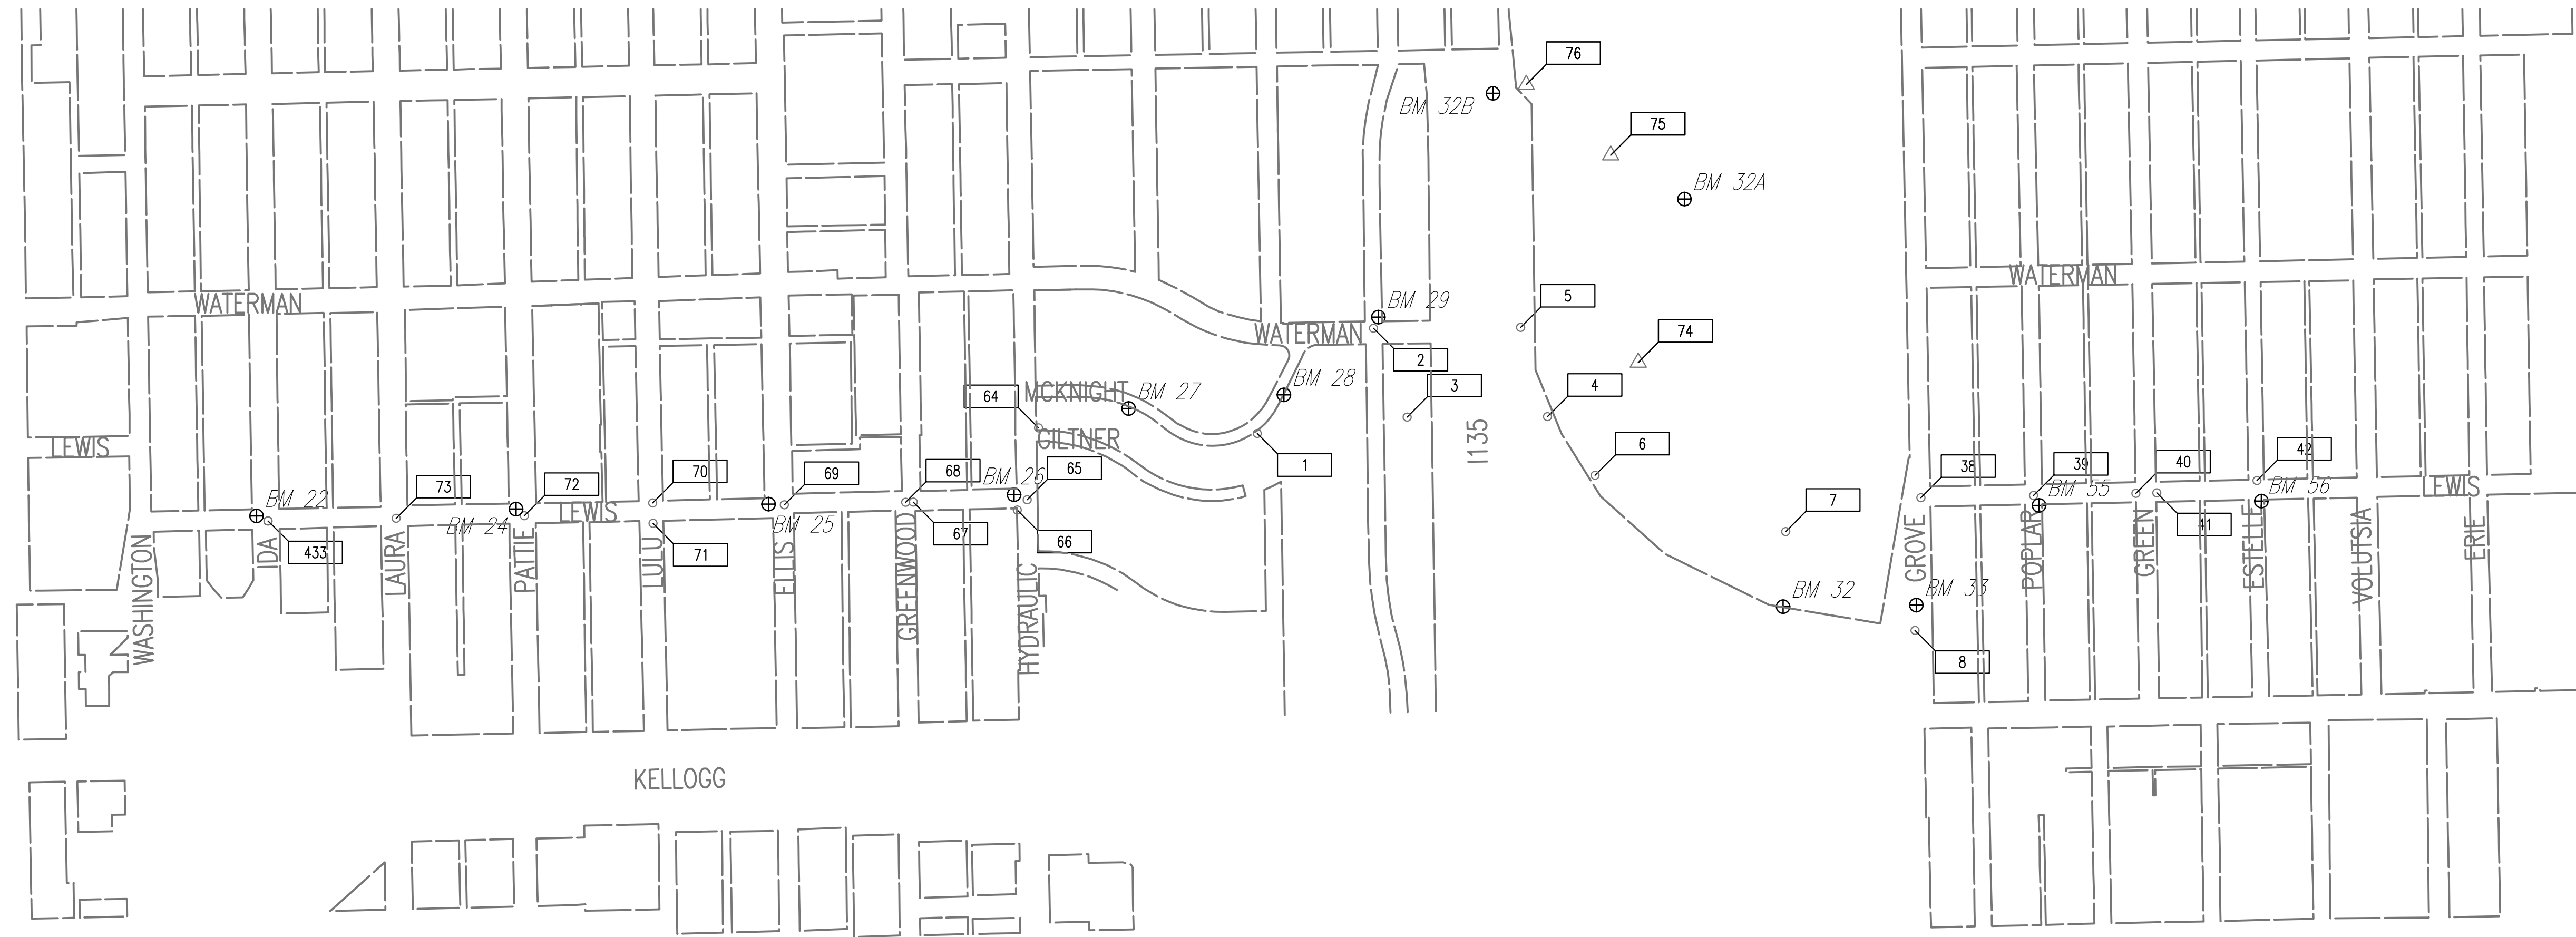 76
BM 32B
75
BM 32A
WATERMAN
WATERMAN
5
BM 29
74
WATERMAN
2
BM 28
3
4
MCKNIGHT
BM 27
64
GILTNER
I135
6
LEWIS
1
BM 26
65
68
69
70
72
73
38
39
40
42
BM 22
BM 24
LEWIS
BM 25
67
66
71
433
7
BM 55
41
BM 56
LEWIS
WASHINGTON
IDA
LAURA
PATTIE
LULU
ELLIS
GREENWOOD
HYDRAULIC
GROVE
POPLAR
GREEN
ESTELLE
VOLUTSIA
ERIE
BM 32
BM 33
8
KELLOGG